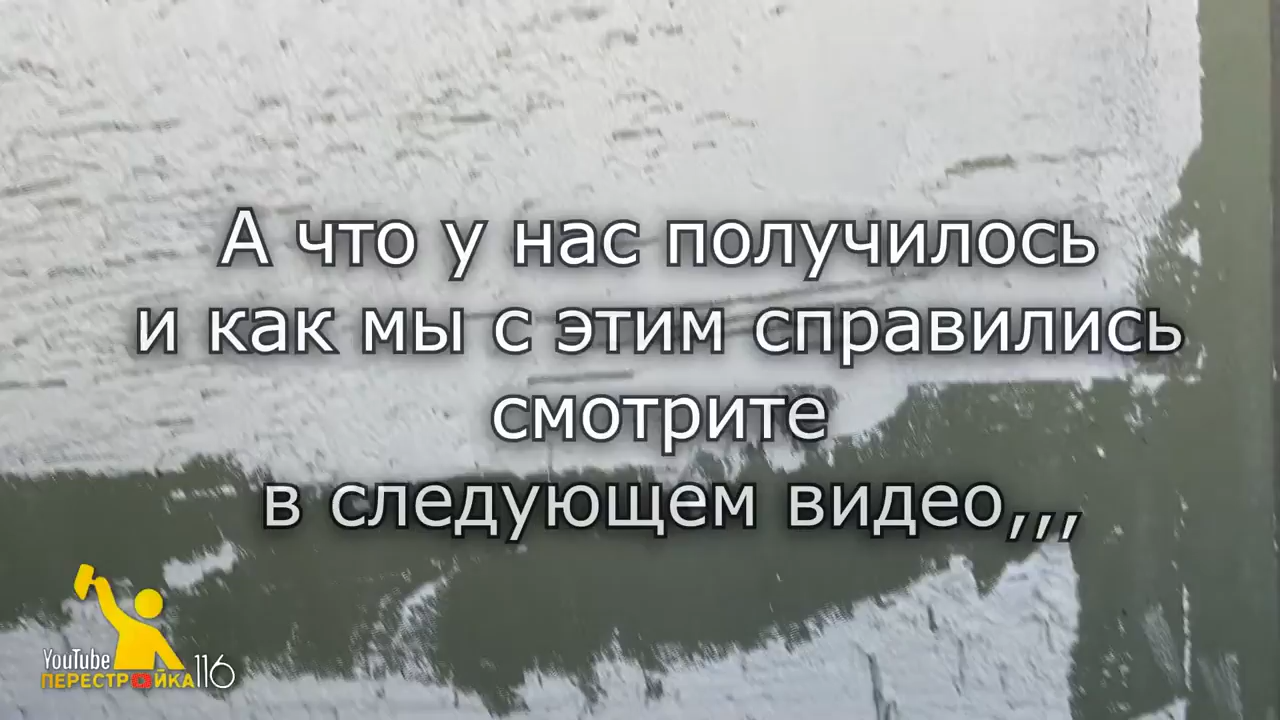 А что у нас получилось
и как мы с этим справились
смотрите
в следующем видео,,,
YouTube
ПЕРЕСТРОЙКА116